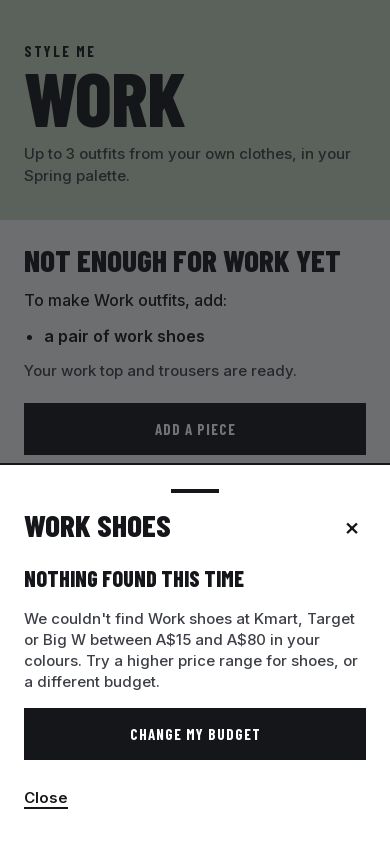 STYLE ME
WORK
Up to 3 outfits from your own clothes, in your
Spring palette.
NOT ENOUGH FOR WORK YET
To make Work outfits, add:
• a pair of work shoes
Your work top and trousers are ready.
ADD A PIECE
WORK SHOES
×
NOTHING FOUND THIS TIME
We couldn't find Work shoes at Kmart, Target
or Big W between A$15 and A$80 in your
colours. Try a higher price range for shoes, or
a different budget.
CHANGE MY BUDGET
Close